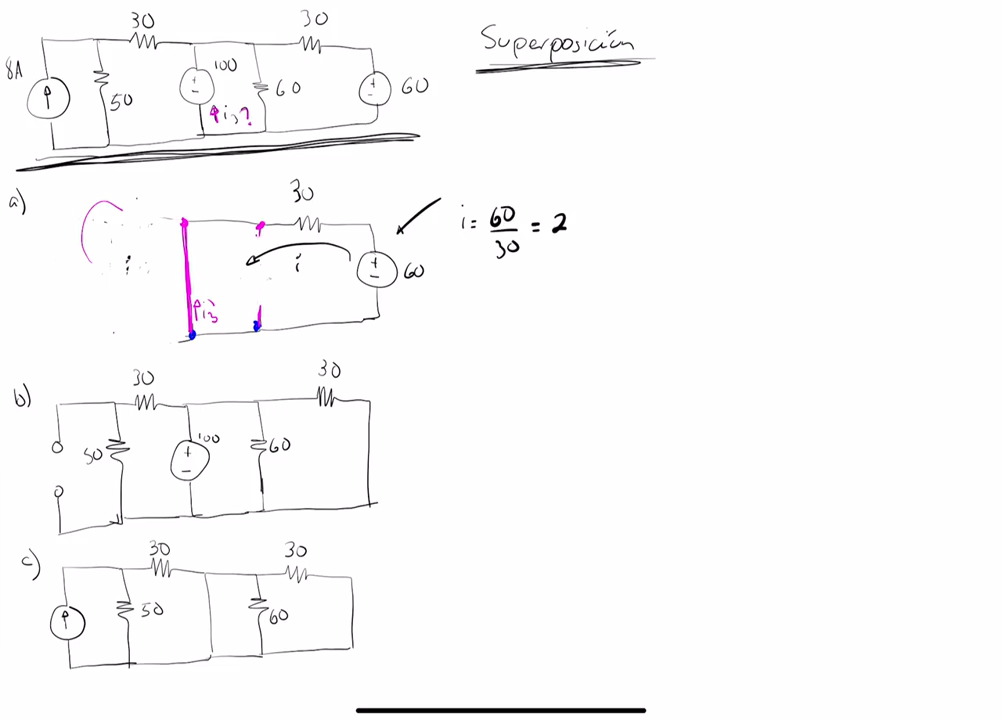 Superposición
30 30
8A 50 100 + - 60 + - 60
i₃?
a)
30
i + - 60
i₃
i = 60/30 = 2
b)
30 30
50 100 + - 60
c)
30 30
50 60